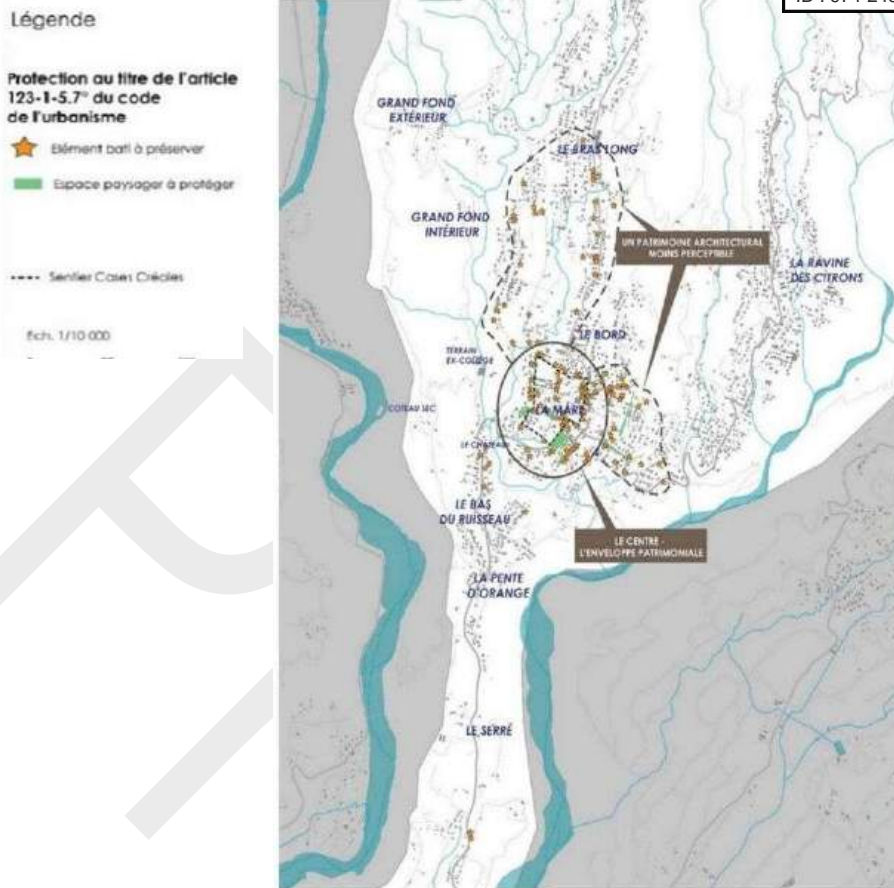 Légende
Protection au titre de l'article
123-1-5.7° du code
de l'urbanisme
Elément bati à préserver
Espace paysager à protéger
Sentier Cases Créoles
Ech. 1/10 000
GRAND FOND
EXTÉRIEUR
LE BRAS LONG
GRAND FOND
INTÉRIEUR
UN PATRIMOINE ARCHITECTURAL
MOINS PERCEPTIBLE
LA RAVINE
DES CITRONS
LE BORD
TERRAIN
EX-COLLÈGE
COTEAU SEC
LA MARE
LE CHATEAU
LE BAS
DU RUISSEAU
LE CENTRE -
L'ENVELOPPE PATRIMONIALE
LA PENTE
D'ORANGE
LE SERRÉ